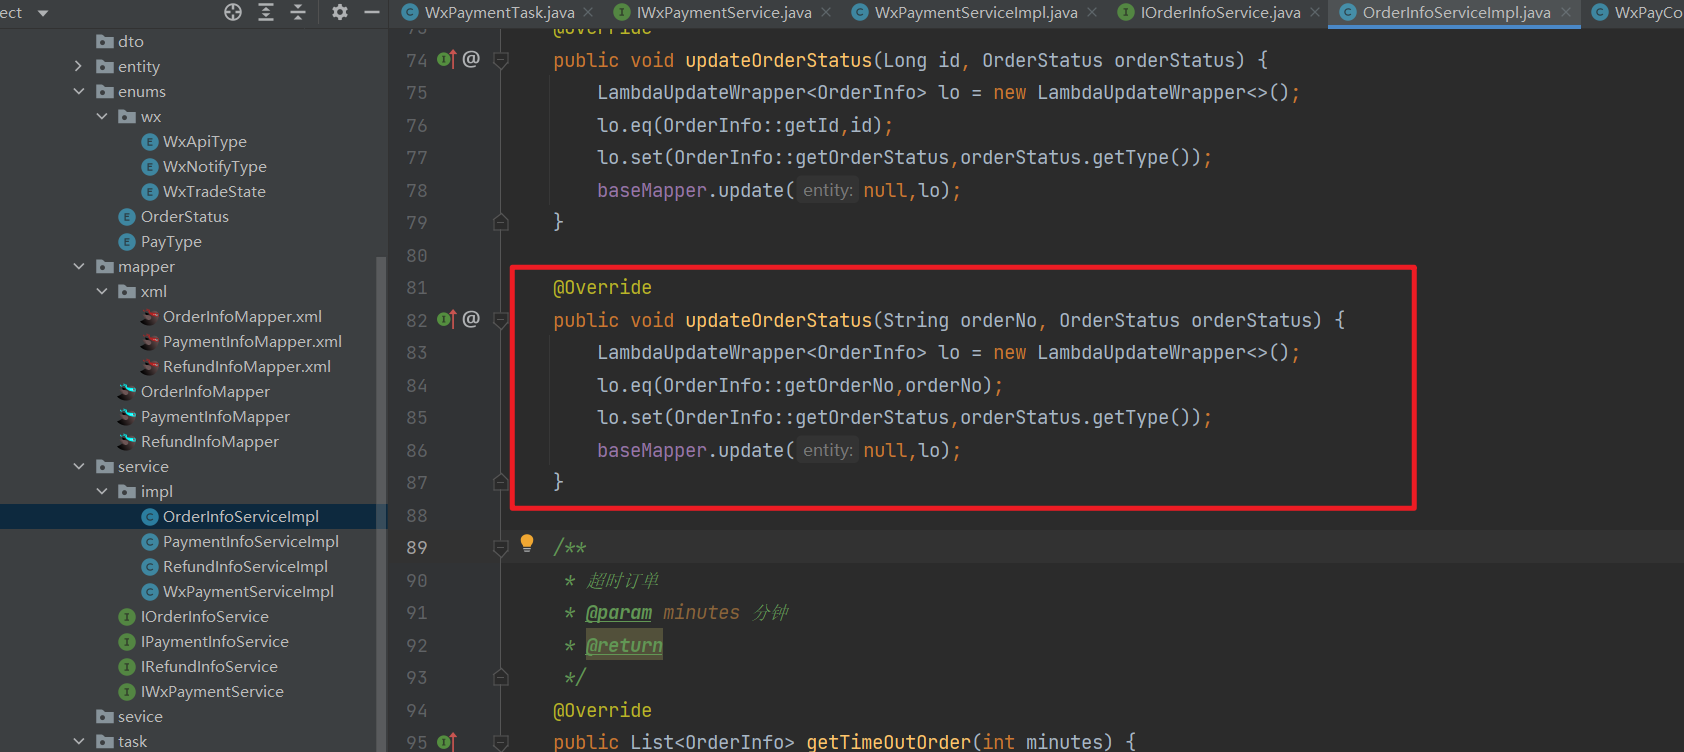 ect
WxPaymentTask.java
IWxPaymentService.java
WxPaymentServiceImpl.java
IOrderInfoService.java
OrderInfoServiceImpl.java
WxPayCo
dto
entity
enums
wx
WxApiType
WxNotifyType
WxTradeState
OrderStatus
PayType
mapper
xml
OrderInfoMapper.xml
PaymentInfoMapper.xml
RefundInfoMapper.xml
OrderInfoMapper
PaymentInfoMapper
RefundInfoMapper
service
impl
OrderInfoServiceImpl
PaymentInfoServiceImpl
RefundInfoServiceImpl
WxPaymentServiceImpl
IOrderInfoService
IPaymentInfoService
IRefundInfoService
IWxPaymentService
sevice
task
73 @Override
74 @ public void updateOrderStatus(Long id, OrderStatus orderStatus) {
75 LambdaUpdateWrapper<OrderInfo> lo = new LambdaUpdateWrapper<>();
76 lo.eq(OrderInfo::getId,id);
77 lo.set(OrderInfo::getOrderStatus,orderStatus.getType());
78 baseMapper.update( entity: null,lo);
79 }
80
81 @Override
82 @ public void updateOrderStatus(String orderNo, OrderStatus orderStatus) {
83 LambdaUpdateWrapper<OrderInfo> lo = new LambdaUpdateWrapper<>();
84 lo.eq(OrderInfo::getOrderNo,orderNo);
85 lo.set(OrderInfo::getOrderStatus,orderStatus.getType());
86 baseMapper.update( entity: null,lo);
87 }
88
89 /**
90 * 超时订单
91 * @param minutes 分钟
92 * @return
93 */
94 @Override
95 public List<OrderInfo> getTimeOutOrder(int minutes) {